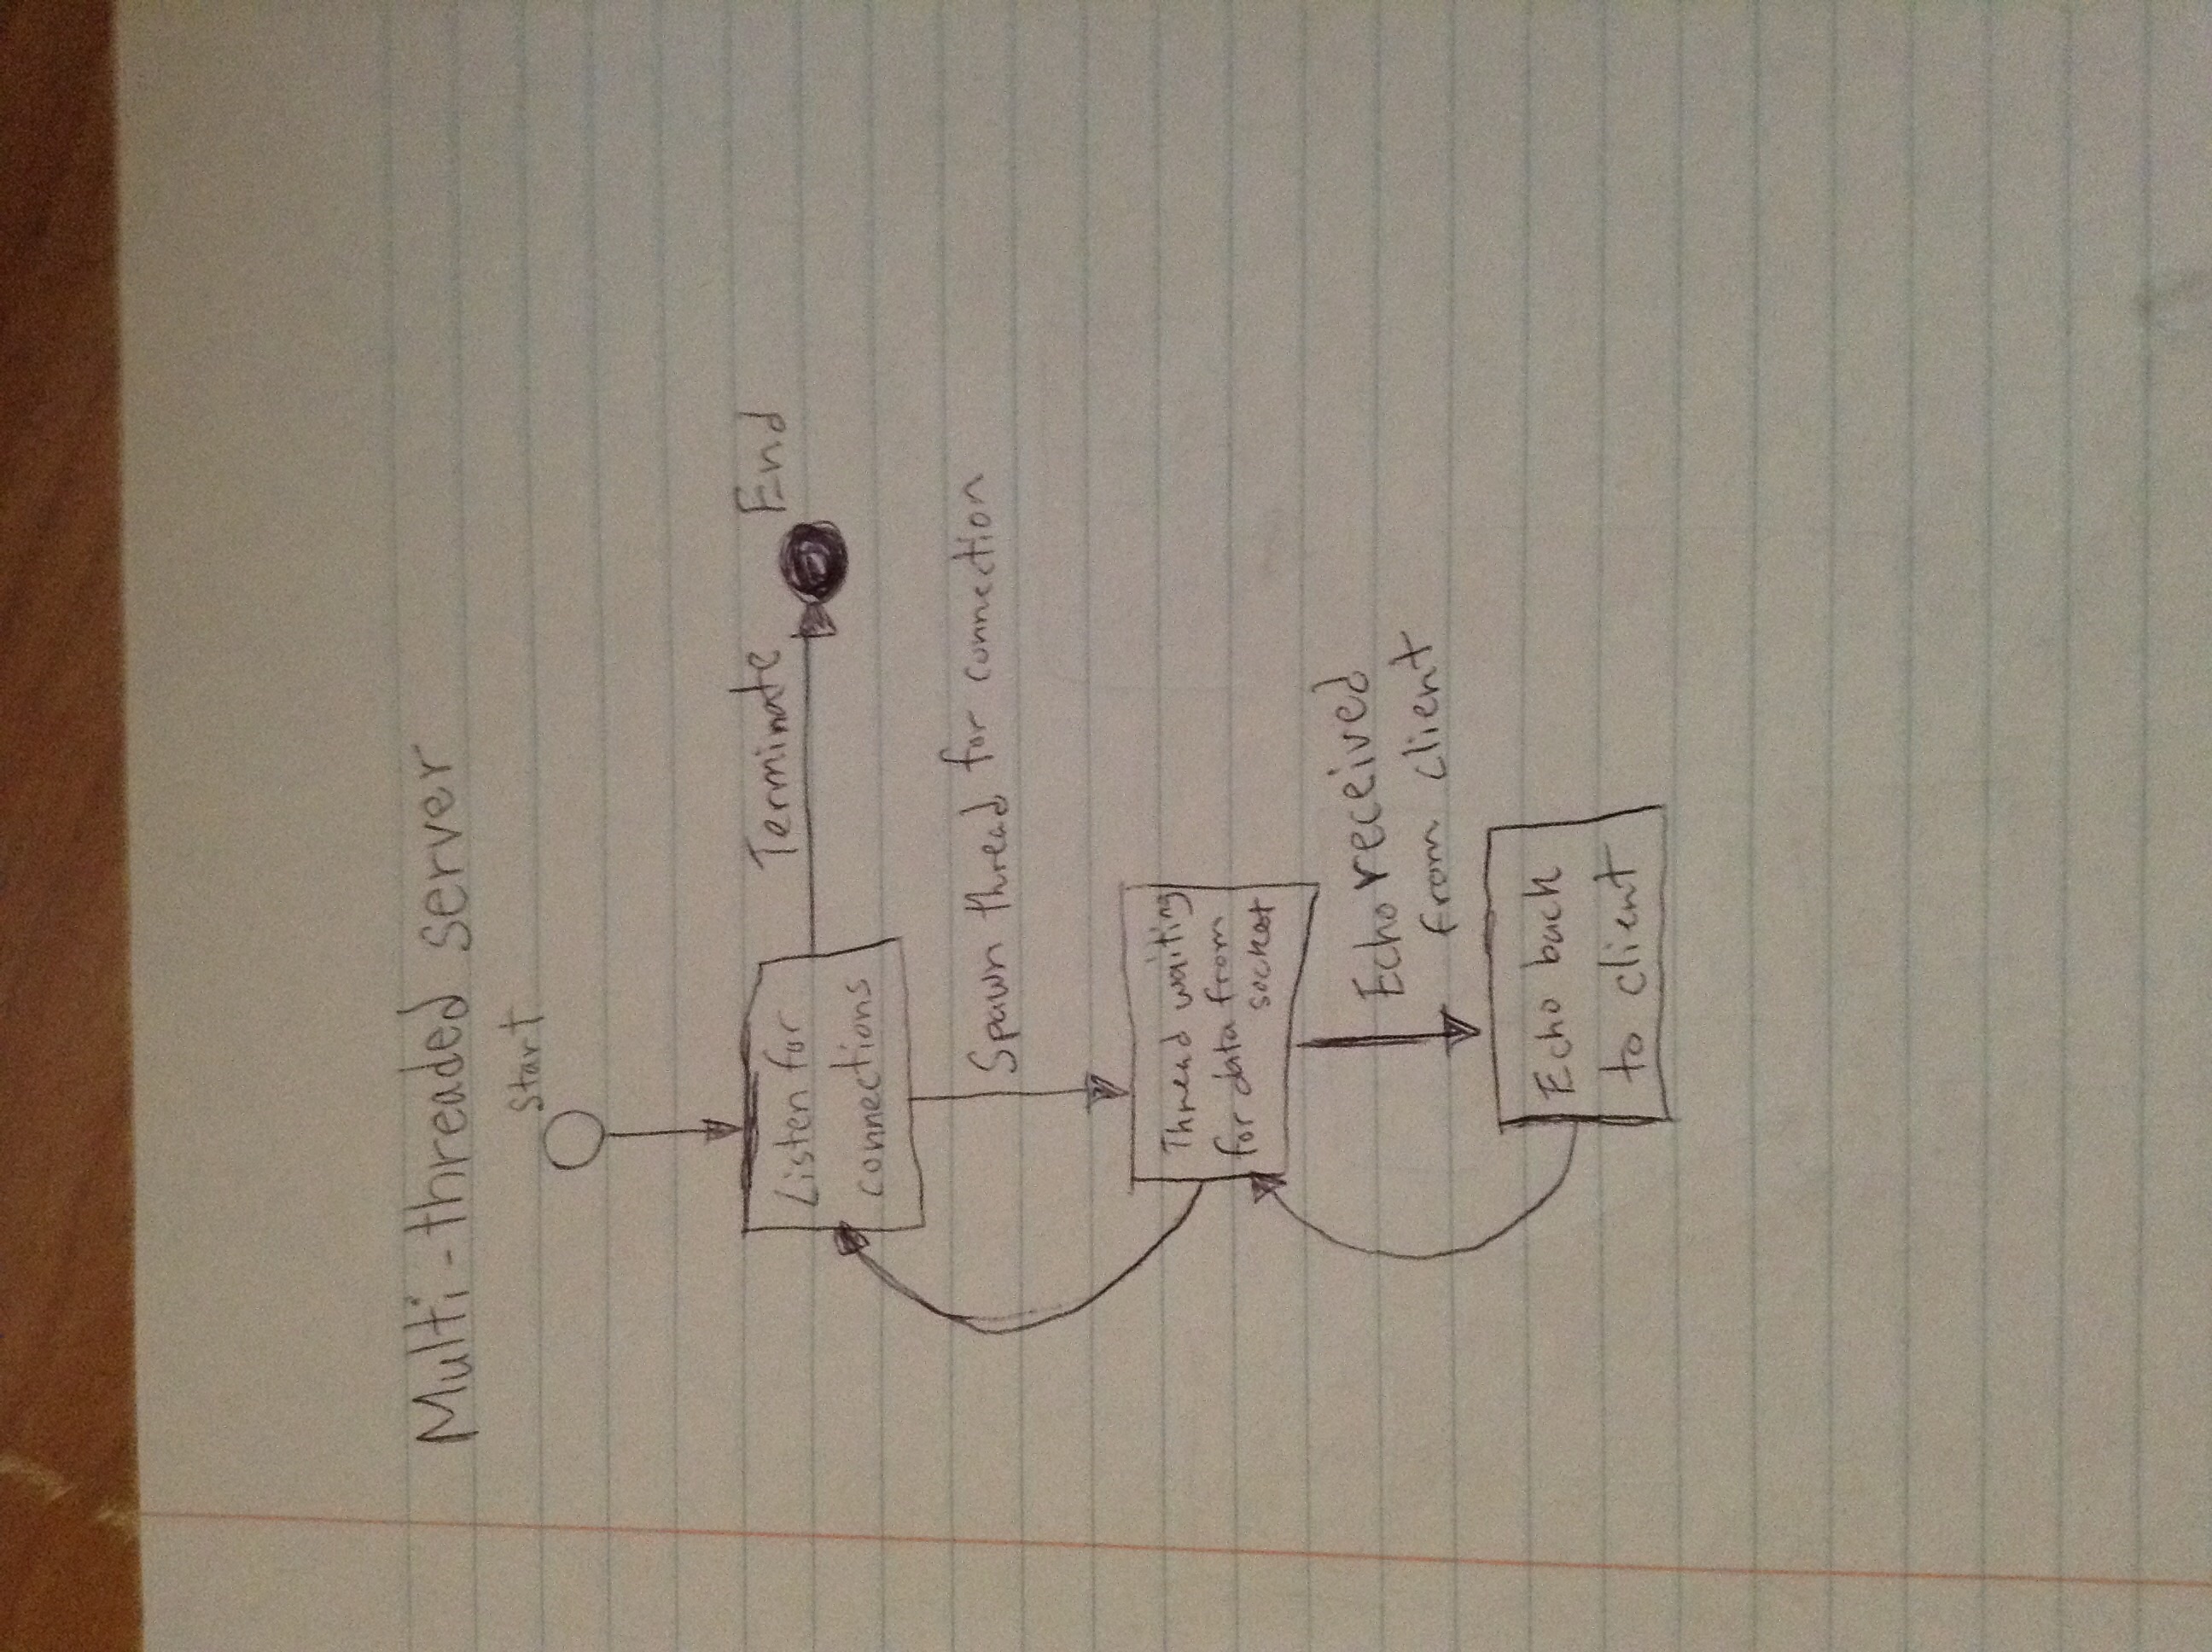 Multi-threaded server
Start
Listen for
connections
Terminate
End
Spawn thread for connection
Thread waiting
for data from
socket
Echo received
from client
Echo back
to client